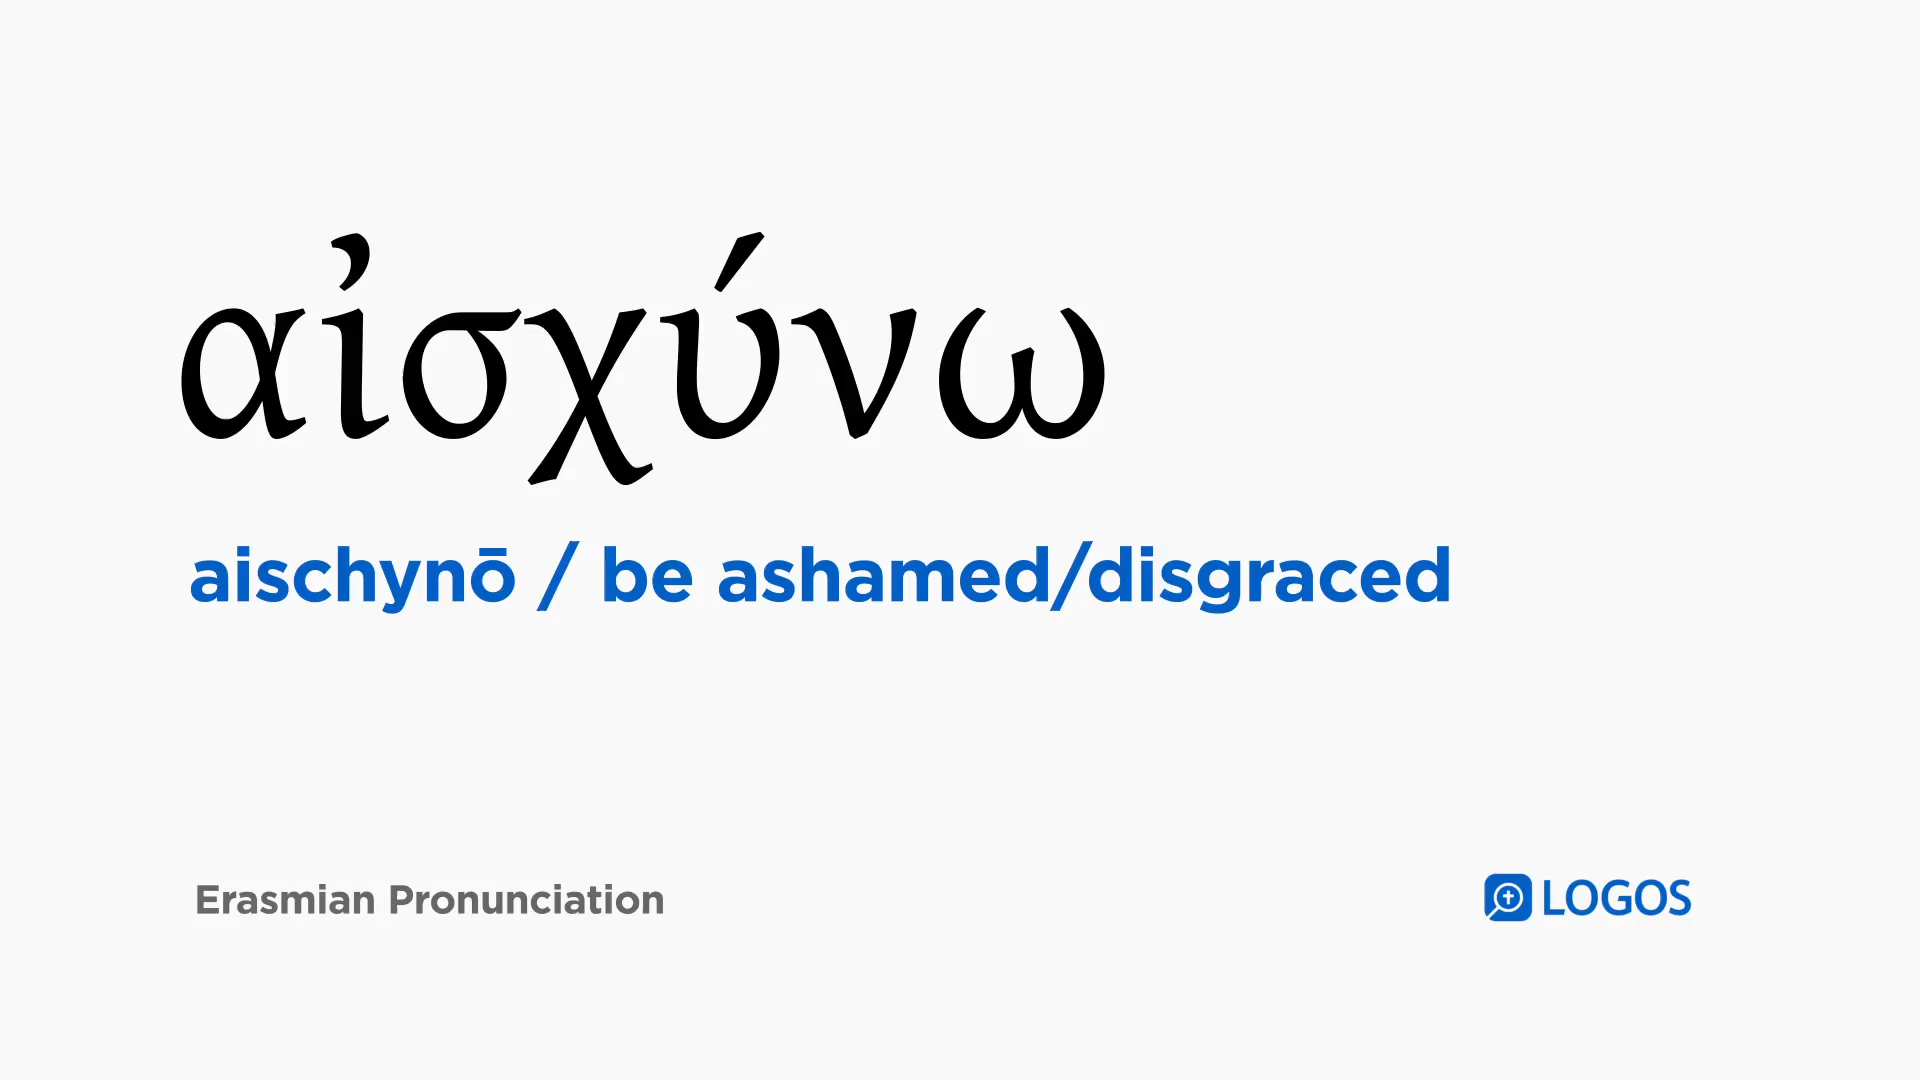 αἰσχύνω
aischynō / be ashamed/disgraced
Erasmian Pronunciation
LOGOS